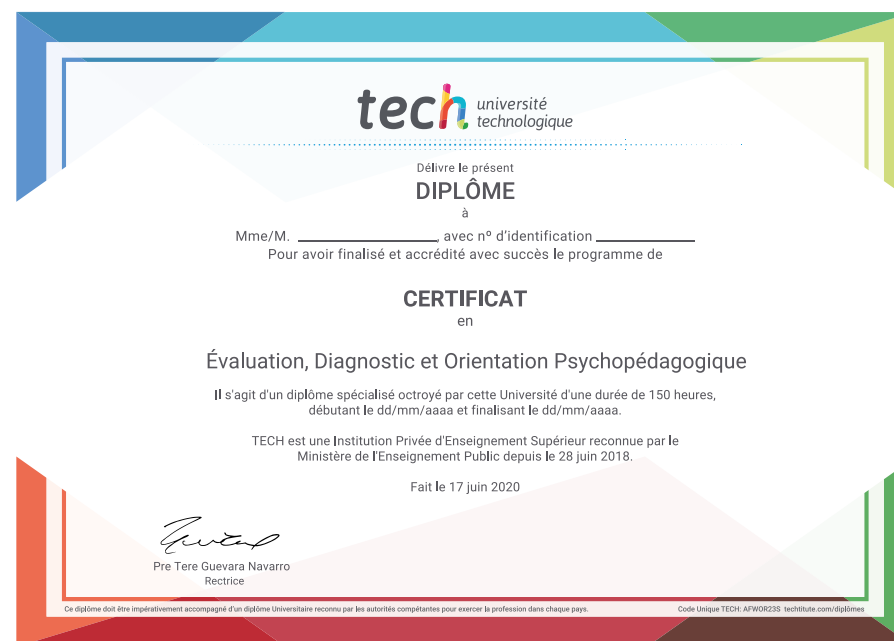 tech université
technologique
Délivre le présent
DIPLÔME
à
Mme/M. ____________________, avec nº d'identification ______________
Pour avoir finalisé et accrédité avec succès le programme de
CERTIFICAT
en
Évaluation, Diagnostic et Orientation Psychopédagogique
Il s'agit d'un diplôme spécialisé octroyé par cette Université d'une durée de 150 heures,
débutant le dd/mm/aaaa et finalisant le dd/mm/aaaa.
TECH est une Institution Privée d'Enseignement Supérieur reconnue par le
Ministère de l'Enseignement Public depuis le 28 juin 2018.
Fait le 17 juin 2020
Pre Tere Guevara Navarro
Rectrice
Ce diplôme doit être impérativement accompagné d'un diplôme Universitaire reconnu par les autorités compétantes pour exercer la profession dans chaque pays. Code Unique TECH: AFWOR23S techtitute.com/diplômes